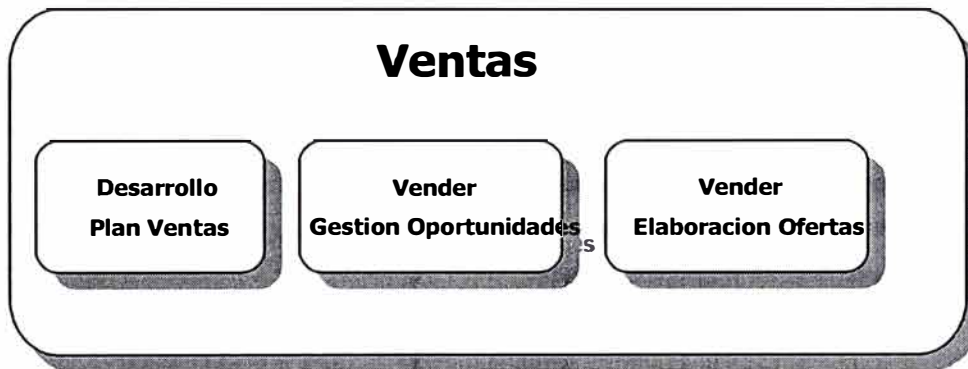 Ventas
Desarrollo
Plan Ventas
Vender
Gestion Oportunidades
Vender
Elaboracion Ofertas